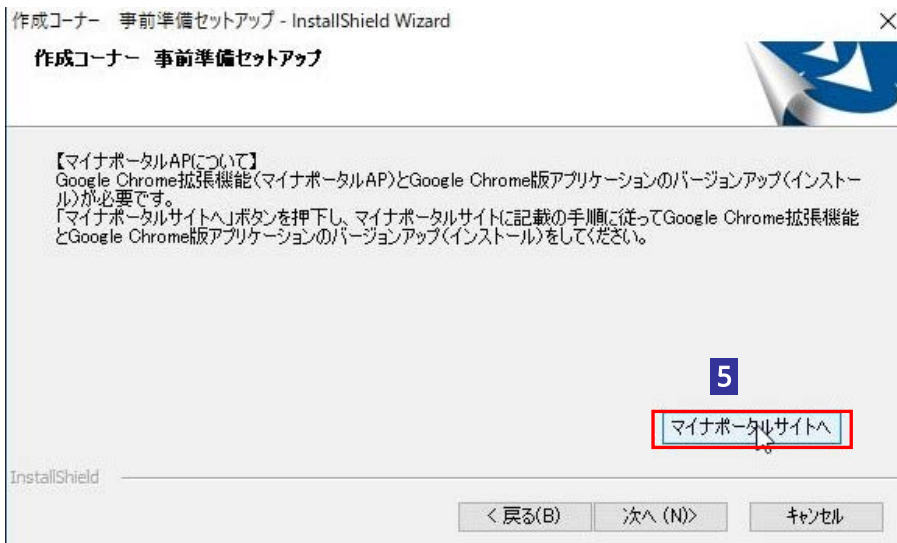 作成コーナー　事前準備セットアップ - InstallShield Wizard
作成コーナー 事前準備セットアップ
【マイナポータルAPについて】
Google Chrome拡張機能(マイナポータルAP)とGoogle Chrome版アプリケーションのバージョンアップ(インストー
ル)が必要です。
「マイナポータルサイトへ」ボタンを押下し、マイナポータルサイトに記載の手順に従ってGoogle Chrome拡張機能
とGoogle Chrome版アプリケーションのバージョンアップ(インストール)をしてください。
5
マイナポータルサイトへ
InstallShield
< 戻る(B)
次へ (N)>
キャンセル